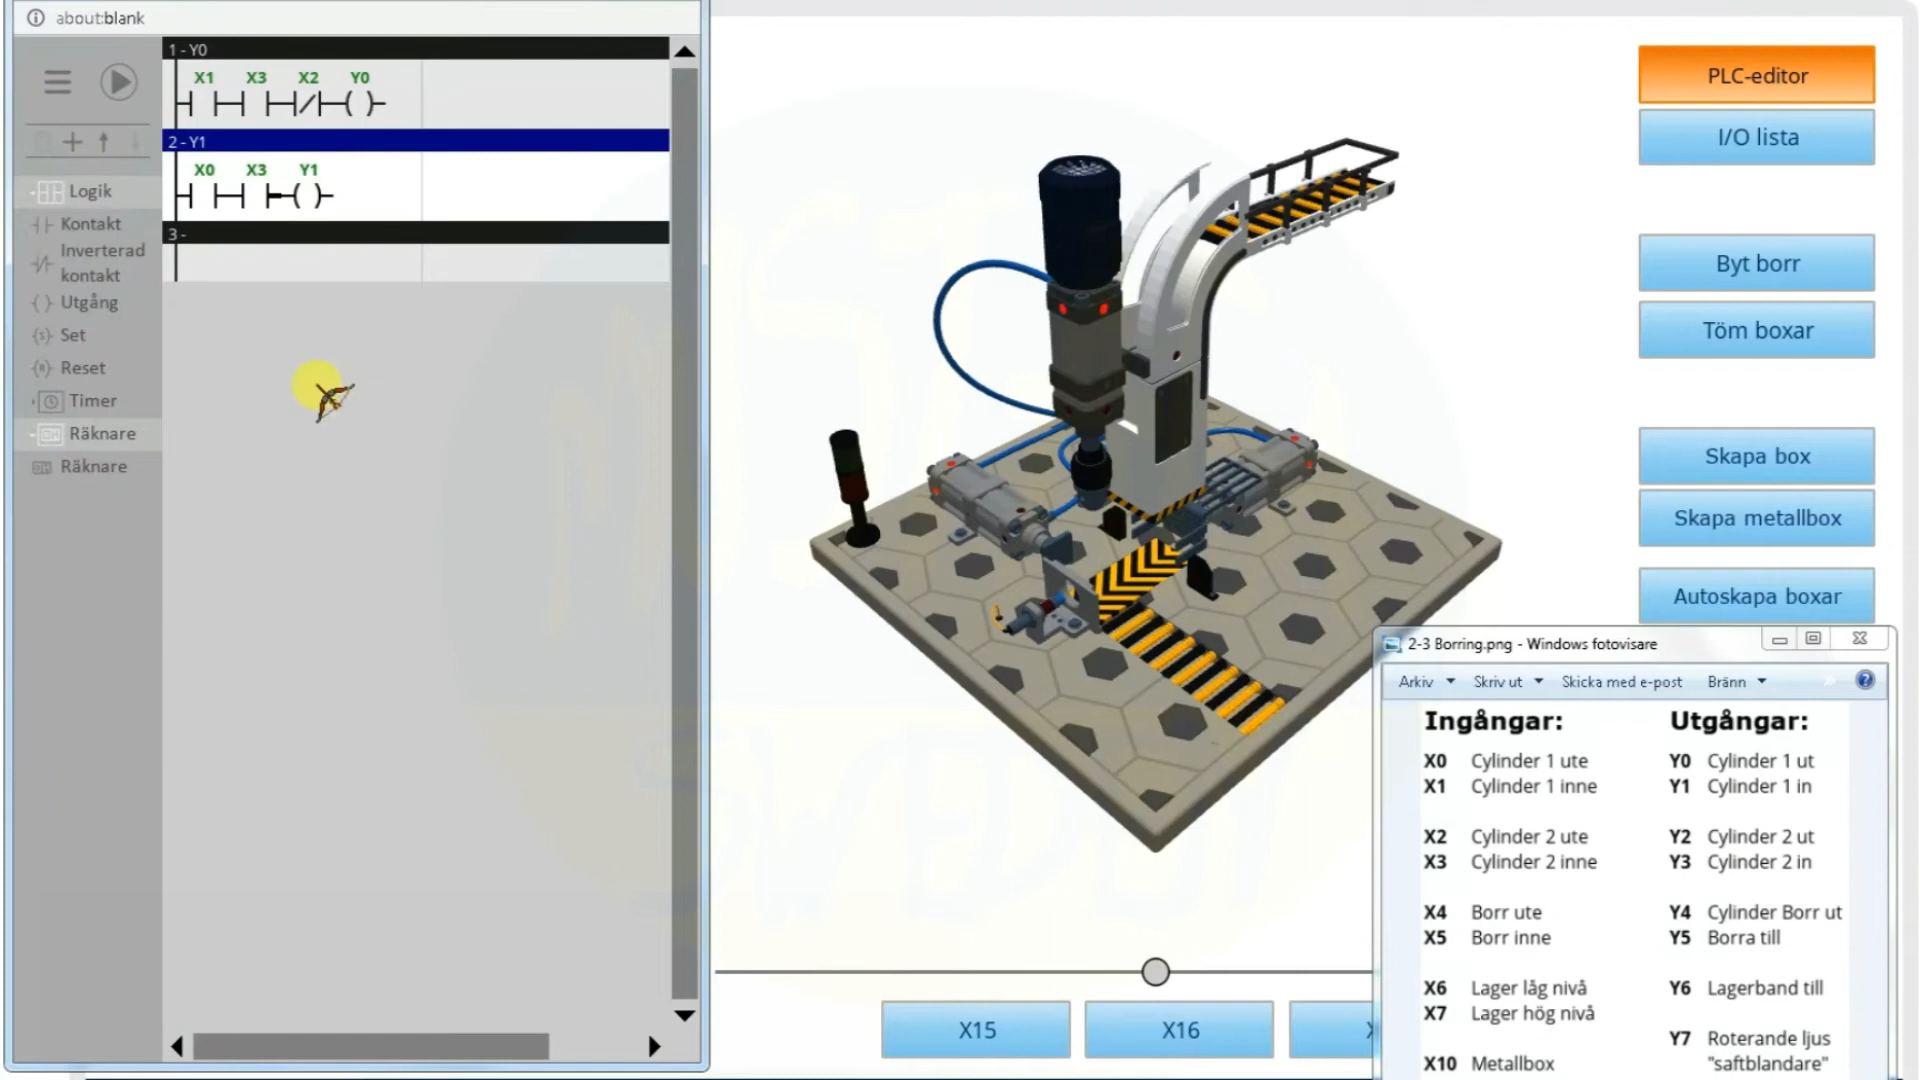 about:blank
1 - Y0
X1 X3 X2 Y0
2 - Y1
X0 X3 Y1
3 -
Logik
Kontakt
Inverterad
kontakt
Utgång
Set
Reset
Timer
Räknare
Räknare
PLC-editor
I/O lista
Byt borr
Töm boxar
Skapa box
Skapa metallbox
Autoskapa boxar
X15
X16
2-3 Borring.png - Windows fotovisare
Arkiv Skriv ut Skicka med e-post Bränn »
Ingångar: Utgångar:
X0 Cylinder 1 ute Y0 Cylinder 1 ut
X1 Cylinder 1 inne Y1 Cylinder 1 in
X2 Cylinder 2 ute Y2 Cylinder 2 ut
X3 Cylinder 2 inne Y3 Cylinder 2 in
X4 Borr ute Y4 Cylinder Borr ut
X5 Borr inne Y5 Borra till
X6 Lager låg nivå Y6 Lagerband till
X7 Lager hög nivå
Y7 Roterande ljus
"saftblandare"
X10 Metallbox